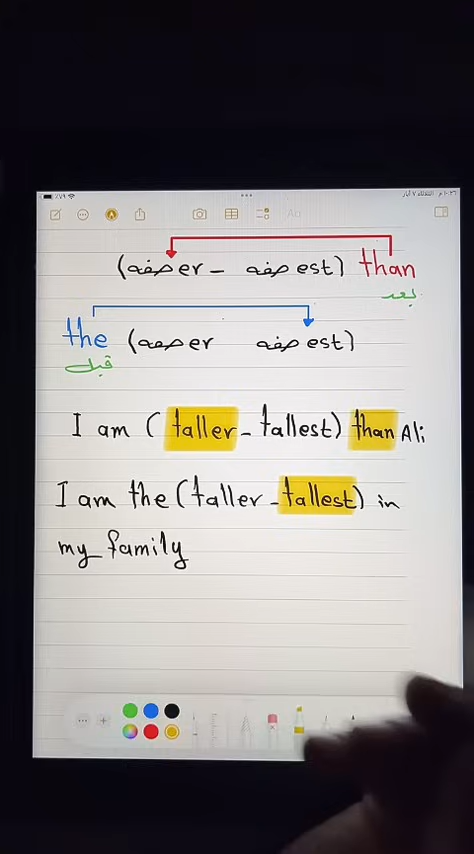 (صفه er – صفه est) than
بعد
the (صفه er صفه est)
قبل
I am (taller – tallest) than Ali
I am the (taller – tallest) in
my family